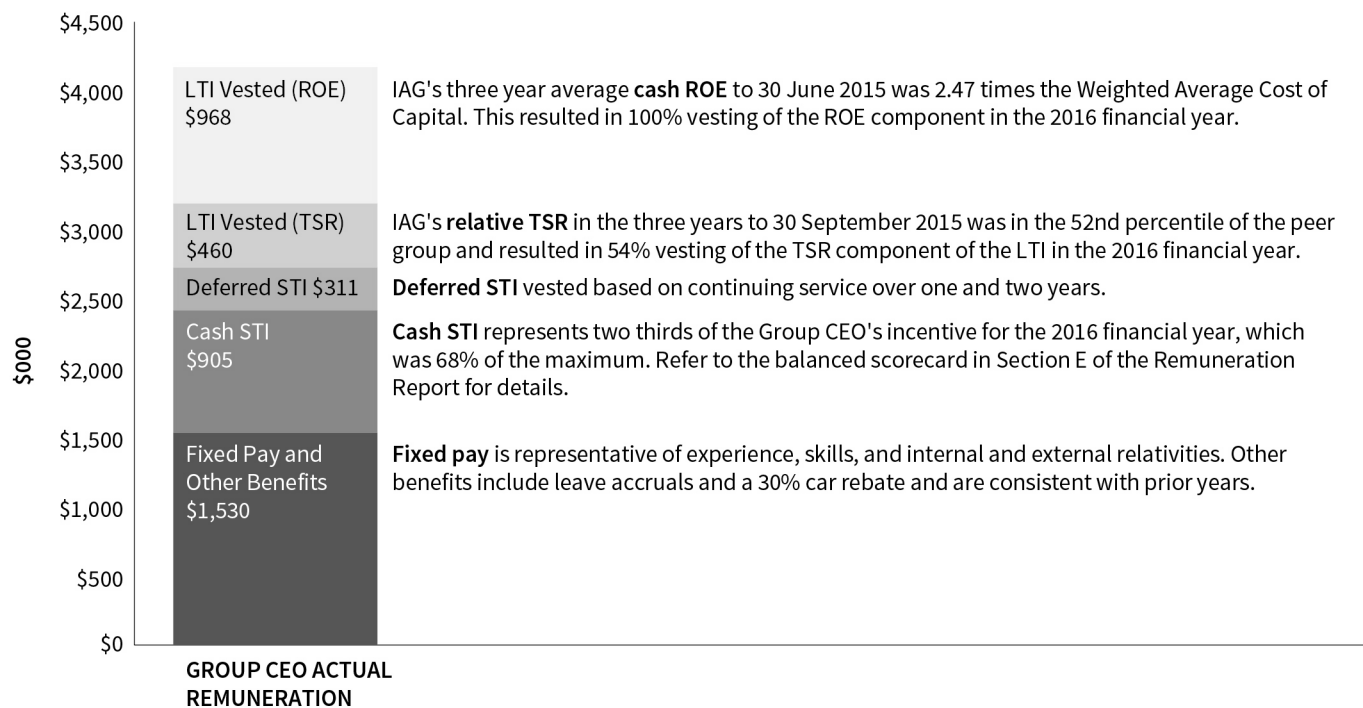 $4,500
$4,000
$3,500
$3,000
$2,500
$2,000
$1,500
$1,000
$500
$0
$000
LTI Vested (ROE)
$968
IAG's three year average cash ROE to 30 June 2015 was 2.47 times the Weighted Average Cost of
Capital. This resulted in 100% vesting of the ROE component in the 2016 financial year.
LTI Vested (TSR)
$460
IAG's relative TSR in the three years to 30 September 2015 was in the 52nd percentile of the peer
group and resulted in 54% vesting of the TSR component of the LTI in the 2016 financial year.
Deferred STI $311
Deferred STI vested based on continuing service over one and two years.
Cash STI
$905
Cash STI represents two thirds of the Group CEO's incentive for the 2016 financial year, which
was 68% of the maximum. Refer to the balanced scorecard in Section E of the Remuneration
Report for details.
Fixed Pay and
Other Benefits
$1,530
Fixed pay is representative of experience, skills, and internal and external relativities. Other
benefits include leave accruals and a 30% car rebate and are consistent with prior years.
GROUP CEO ACTUAL
REMUNERATION